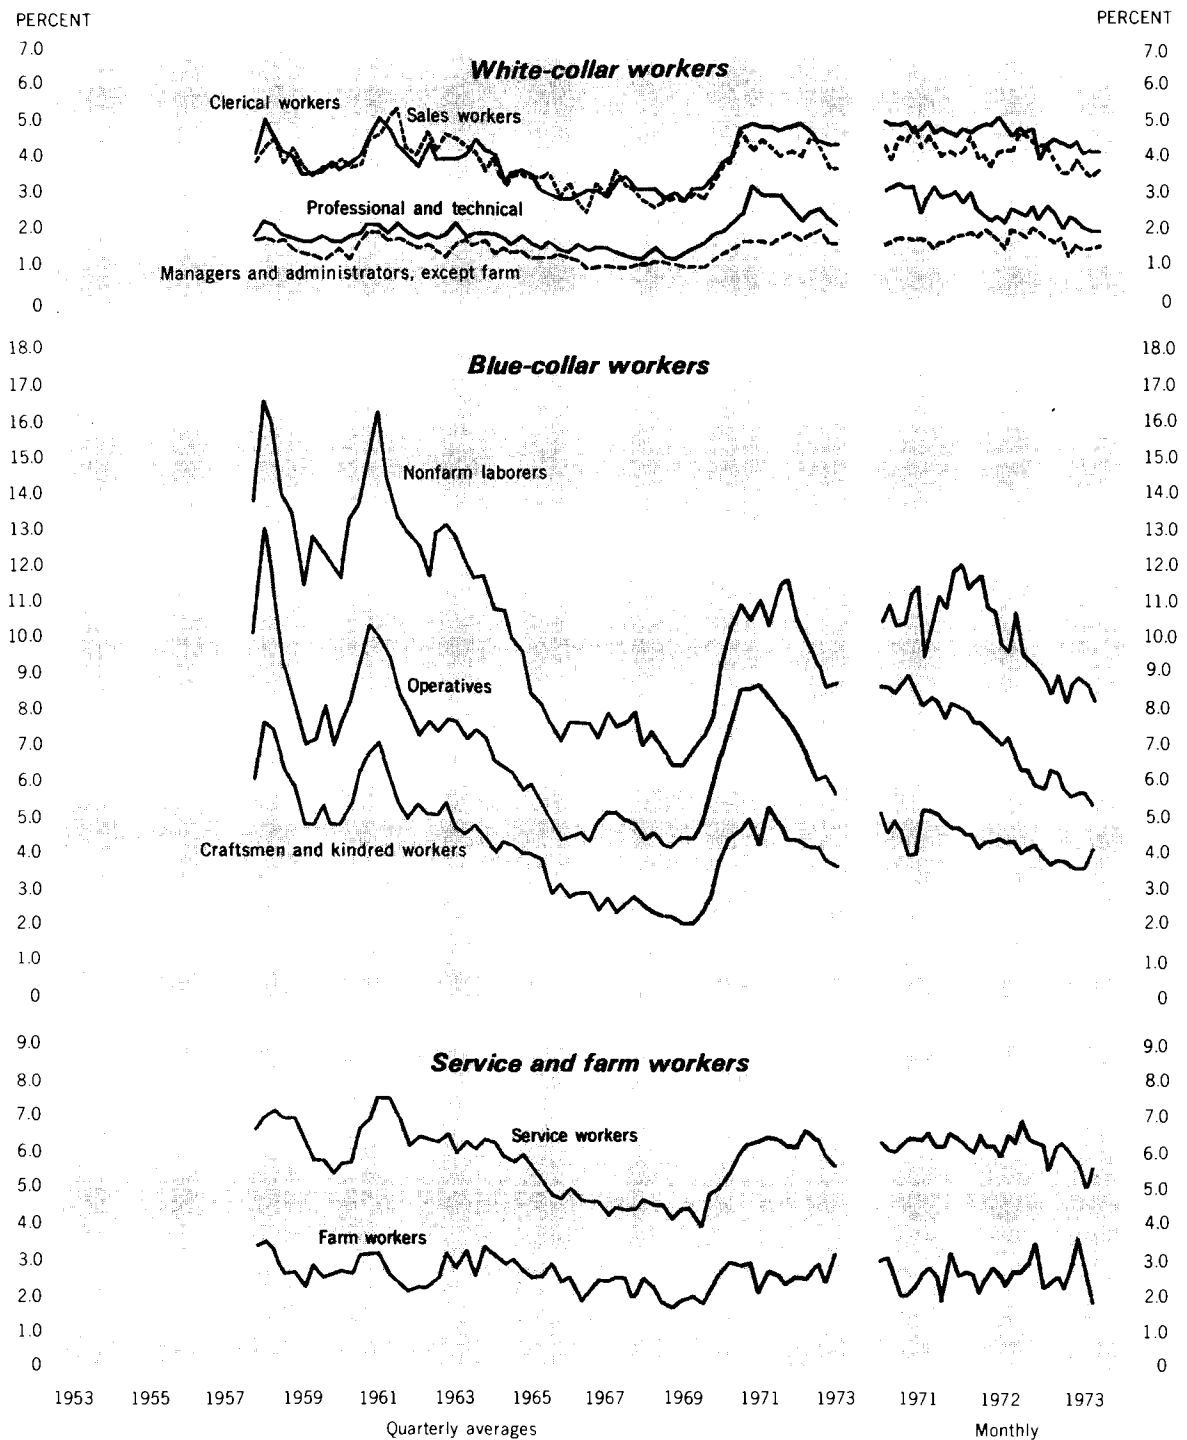 PERCENT PERCENT
7.0 7.0
White-collar workers
6.0 6.0
Clerical workers
Sales workers
5.0 5.0
4.0 4.0
3.0 3.0
Professional and technical
2.0 2.0
Managers and administrators, except farm
1.0 1.0
0 0
18.0 18.0
Blue-collar workers
17.0 17.0
16.0 16.0
15.0 15.0
Nonfarm laborers
14.0 14.0
13.0 13.0
12.0 12.0
11.0 11.0
10.0 10.0
9.0 9.0
Operatives
8.0 8.0
7.0 7.0
6.0 6.0
5.0 5.0
Craftsmen and kindred workers
4.0 4.0
3.0 3.0
2.0 2.0
1.0 1.0
0 0
9.0 9.0
Service and farm workers
8.0 8.0
7.0 7.0
Service workers
6.0 6.0
5.0 5.0
4.0 4.0
Farm workers
3.0 3.0
2.0 2.0
1.0 1.0
0 0
1953 1955 1957 1959 1961 1963 1965 1967 1969 1971 1973 1971 1972 1973
Quarterly averages Monthly